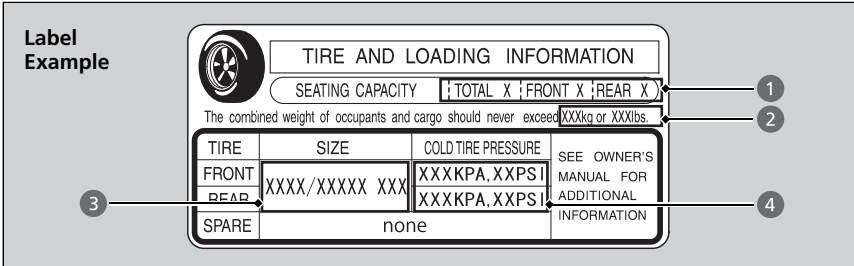 Label
Example
TIRE AND LOADING INFORMATION
SEATING CAPACITY TOTAL X FRONT X REAR X
1
The combined weight of occupants and cargo should never exceed XXXkg or XXXlbs.
2
TIRE SIZE COLD TIRE PRESSURE
SEE OWNER'S
MANUAL FOR
ADDITIONAL
INFORMATION
FRONT XXXX/XXXXX XXX XXXKPA,XXPSI
REAR XXXKPA,XXPSI
3
4
SPARE none